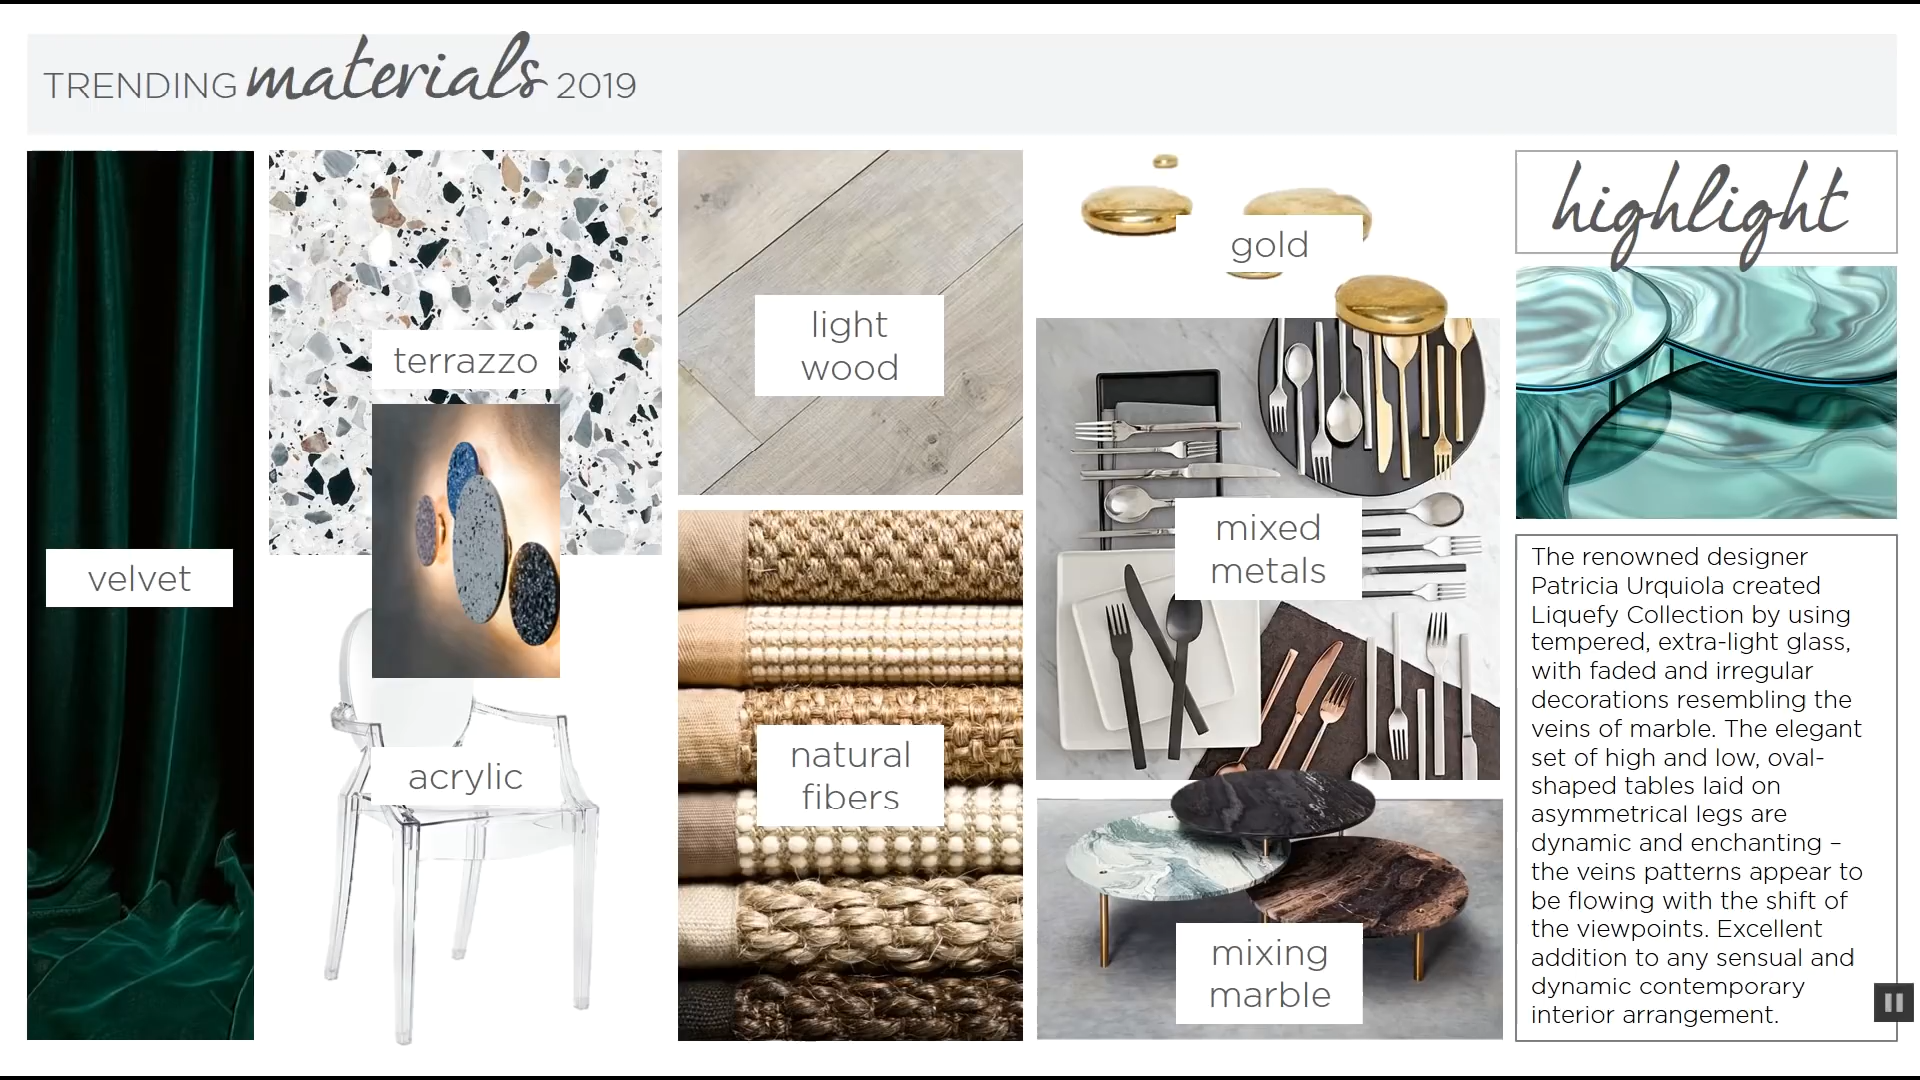 TRENDING materials 2019
velvet
terrazzo
acrylic
light
wood
natural
fibers
gold
mixed
metals
mixing
marble
highlight
The renowned designer
Patricia Urquiola created
Liquefy Collection by using
tempered, extra-light glass,
with faded and irregular
decorations resembling the
veins of marble. The elegant
set of high and low, oval-
shaped tables laid on
asymmetrical legs are
dynamic and enchanting –
the veins patterns appear to
be flowing with the shift of
the viewpoints. Excellent
addition to any sensual and
dynamic contemporary
interior arrangement.